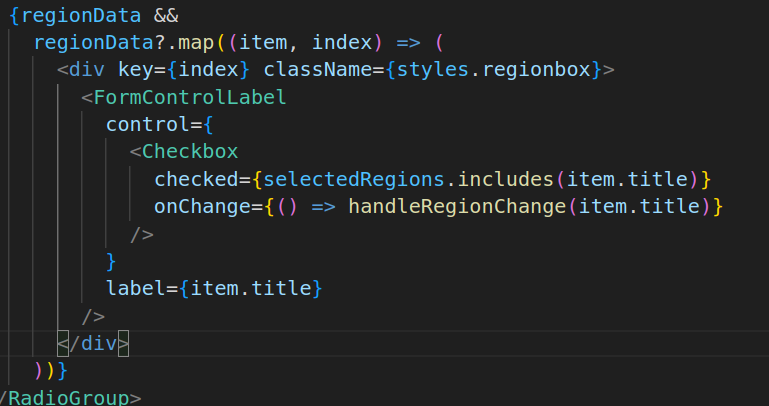 {regionData &&
regionData?.map((item, index) => (
<div key={index} className={styles.regionbox}>
<FormControlLabel
control={
<Checkbox
checked={selectedRegions.includes(item.title)}
onChange={() => handleRegionChange(item.title)}
/>
}
label={item.title}
/>
</div>
))}
/RadioGroup>